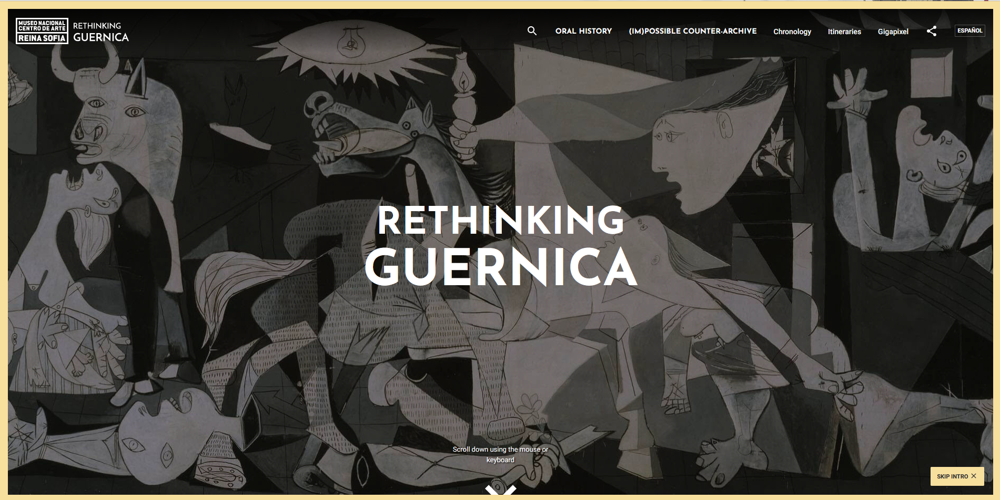 MUSEO NACIONAL
CENTRO DE ARTE
REINA SOFIA
RETHINKING
GUERNICA
ORAL HISTORY
(IM)POSSIBLE COUNTER-ARCHIVE
Chronology
Itineraries
Gigapixel
ESPAÑOL
RETHINKING
GUERNICA
Scroll down using the mouse or
keyboard
SKIP INTRO